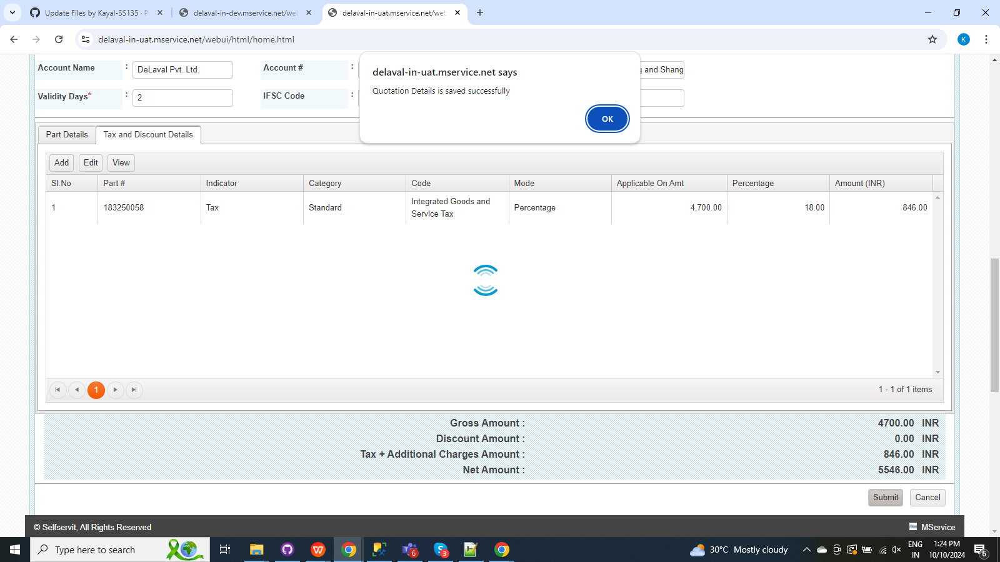 Update Files by Kayal-SS135 · P
delaval-in-dev.mservice.net/we
delaval-in-uat.mservice.net/web
delaval-in-uat.mservice.net/webui/html/home.html
K
delaval-in-uat.mservice.net says
Quotation Details is saved successfully
OK
Account Name : DeLaval Pvt. Ltd. Account # : and Shang
Validity Days* : 2 IFSC Code :
Part Details Tax and Discount Details
Add Edit View
Sl.No Part # Indicator Category Code Mode Applicable On Amt Percentage Amount (INR)
1 183250058 Tax Standard Integrated Goods and Service Tax Percentage 4,700.00 18.00 846.00
1
1 - 1 of 1 items
Gross Amount : 4700.00 INR
Discount Amount : 0.00 INR
Tax + Additional Charges Amount : 846.00 INR
Net Amount : 5546.00 INR
Submit Cancel
© Selfservit, All Rights Reserved MService
Type here to search
6
3
30°C Mostly cloudy
ENG
IN
1:24 PM
10/10/2024
6